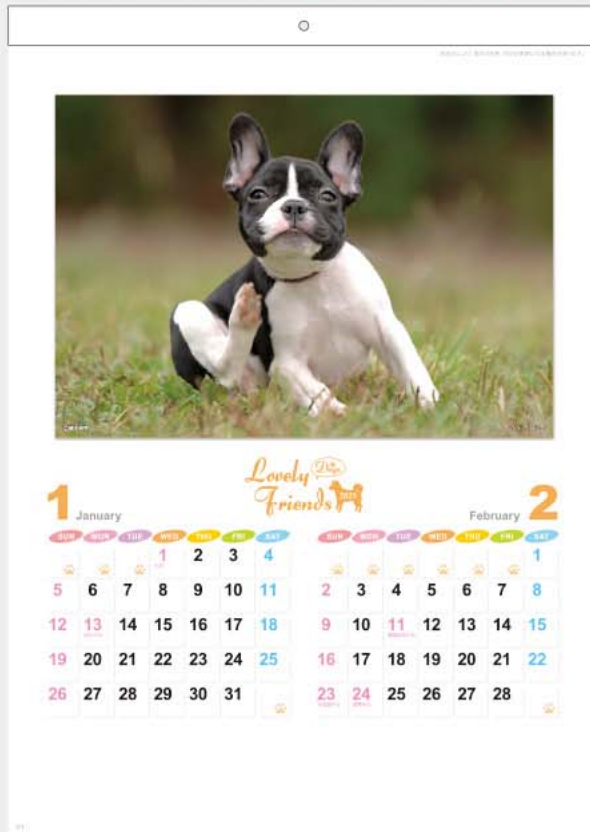 Lovely Dogs
Friends 2025
1 January
February 2
SUN MON TUE WED THU FRI SAT
SUN MON TUE WED THU FRI SAT
1 2 3 4
1
5 6 7 8 9 10 11
2 3 4 5 6 7 8
12 13 14 15 16 17 18
9 10 11 12 13 14 15
19 20 21 22 23 24 25
16 17 18 19 20 21 22
26 27 28 29 30 31
23 24 25 26 27 28